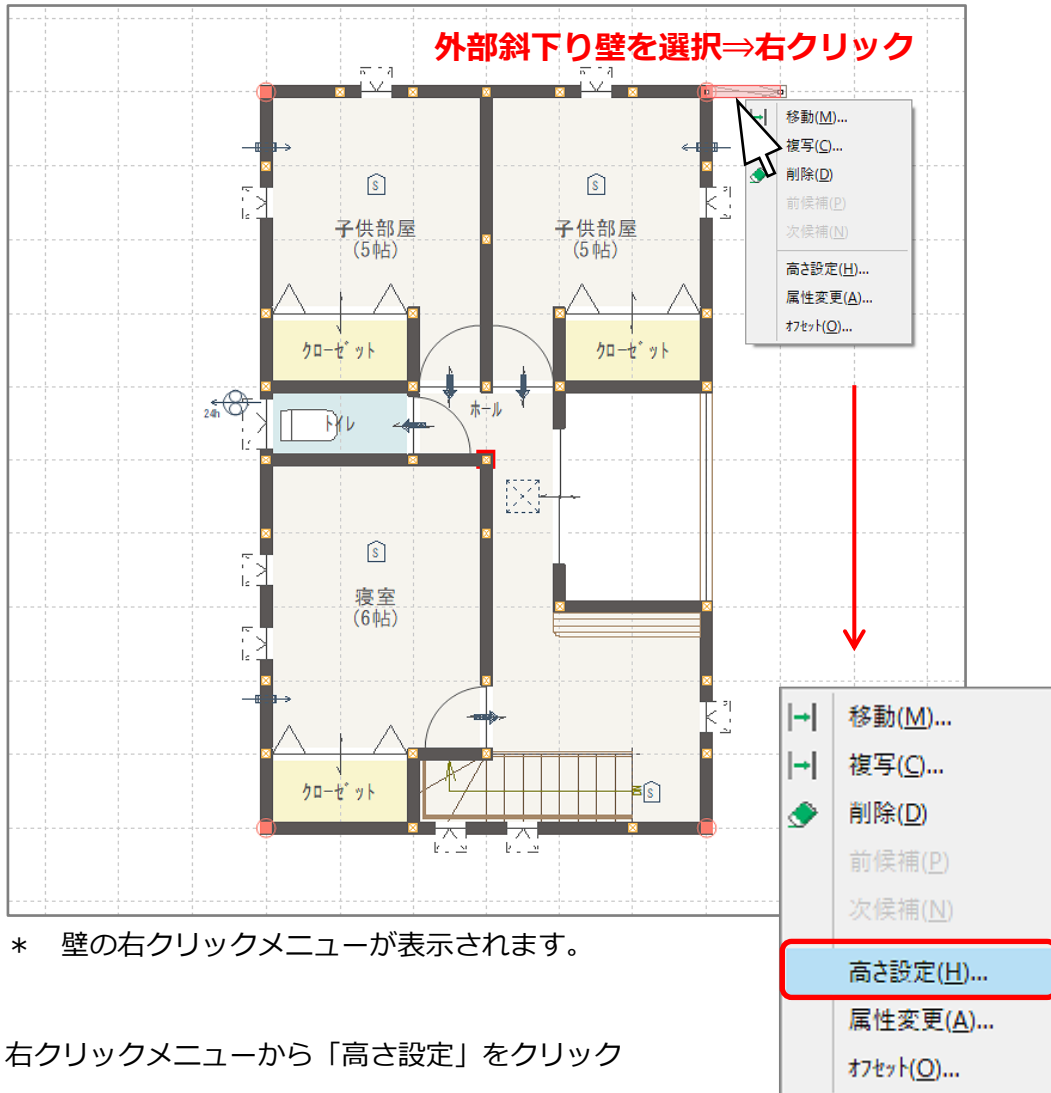 外部斜下り壁を選択⇒右クリック
移動(M)...
複写(C)...
削除(D)
前候補(P)
次候補(N)
高さ設定(H)...
属性変更(A)...
ｵﾌｾｯﾄ(O)...
S
S
子供部屋
(5帖)
子供部屋
(5帖)
クローゼット
クローゼット
24h
トイレ
ホール
S
寝室
(6帖)
クローゼット
DN
S
移動(M)...
複写(C)...
削除(D)
前候補(P)
次候補(N)
高さ設定(H)...
属性変更(A)...
ｵﾌｾｯﾄ(O)...
＊　壁の右クリックメニューが表示されます。
右クリックメニューから「高さ設定」をクリック